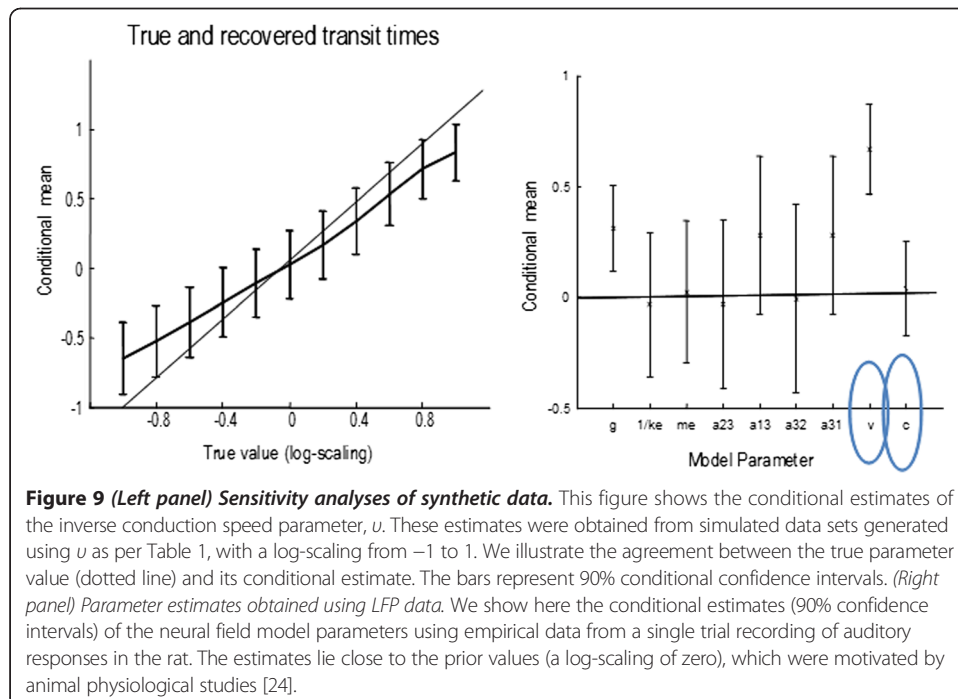 True and recovered transit times
Conditional mean
1
0.5
0
-0.5
-1
-0.8
-0.4
0
0.4
0.8
True value (log-scaling)
Conditional mean
1
0.5
0
-0.5
g
1/ke
me
a23
a13
a32
a31
v
c
Model Parameter
Figure 9 (Left panel) Sensitivity analyses of synthetic data. This figure shows the conditional estimates of
the inverse conduction speed parameter, υ. These estimates were obtained from simulated data sets generated
using υ as per Table 1, with a log-scaling from −1 to 1. We illustrate the agreement between the true parameter
value (dotted line) and its conditional estimate. The bars represent 90% conditional confidence intervals. (Right
panel) Parameter estimates obtained using LFP data. We show here the conditional estimates (90% confidence
intervals) of the neural field model parameters using empirical data from a single trial recording of auditory
responses in the rat. The estimates lie close to the prior values (a log-scaling of zero), which were motivated by
animal physiological studies [24].